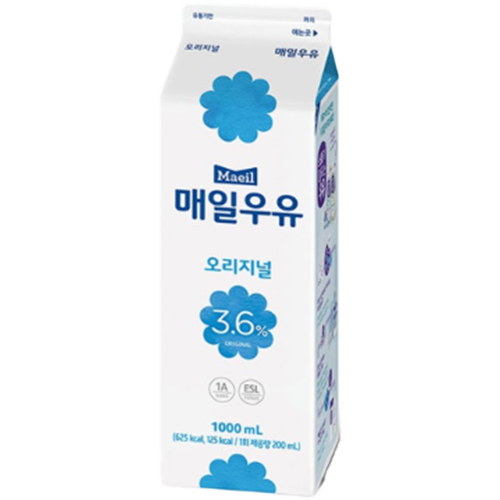 유통기한
여는곳 ▶
오리지널
매일우유
Maeil
매일우유
오리지널
3.6%
ORIGINAL
1A
ESL
1000 mL
(625 kcal, 125 kcal / 1회 제공량 200 mL)